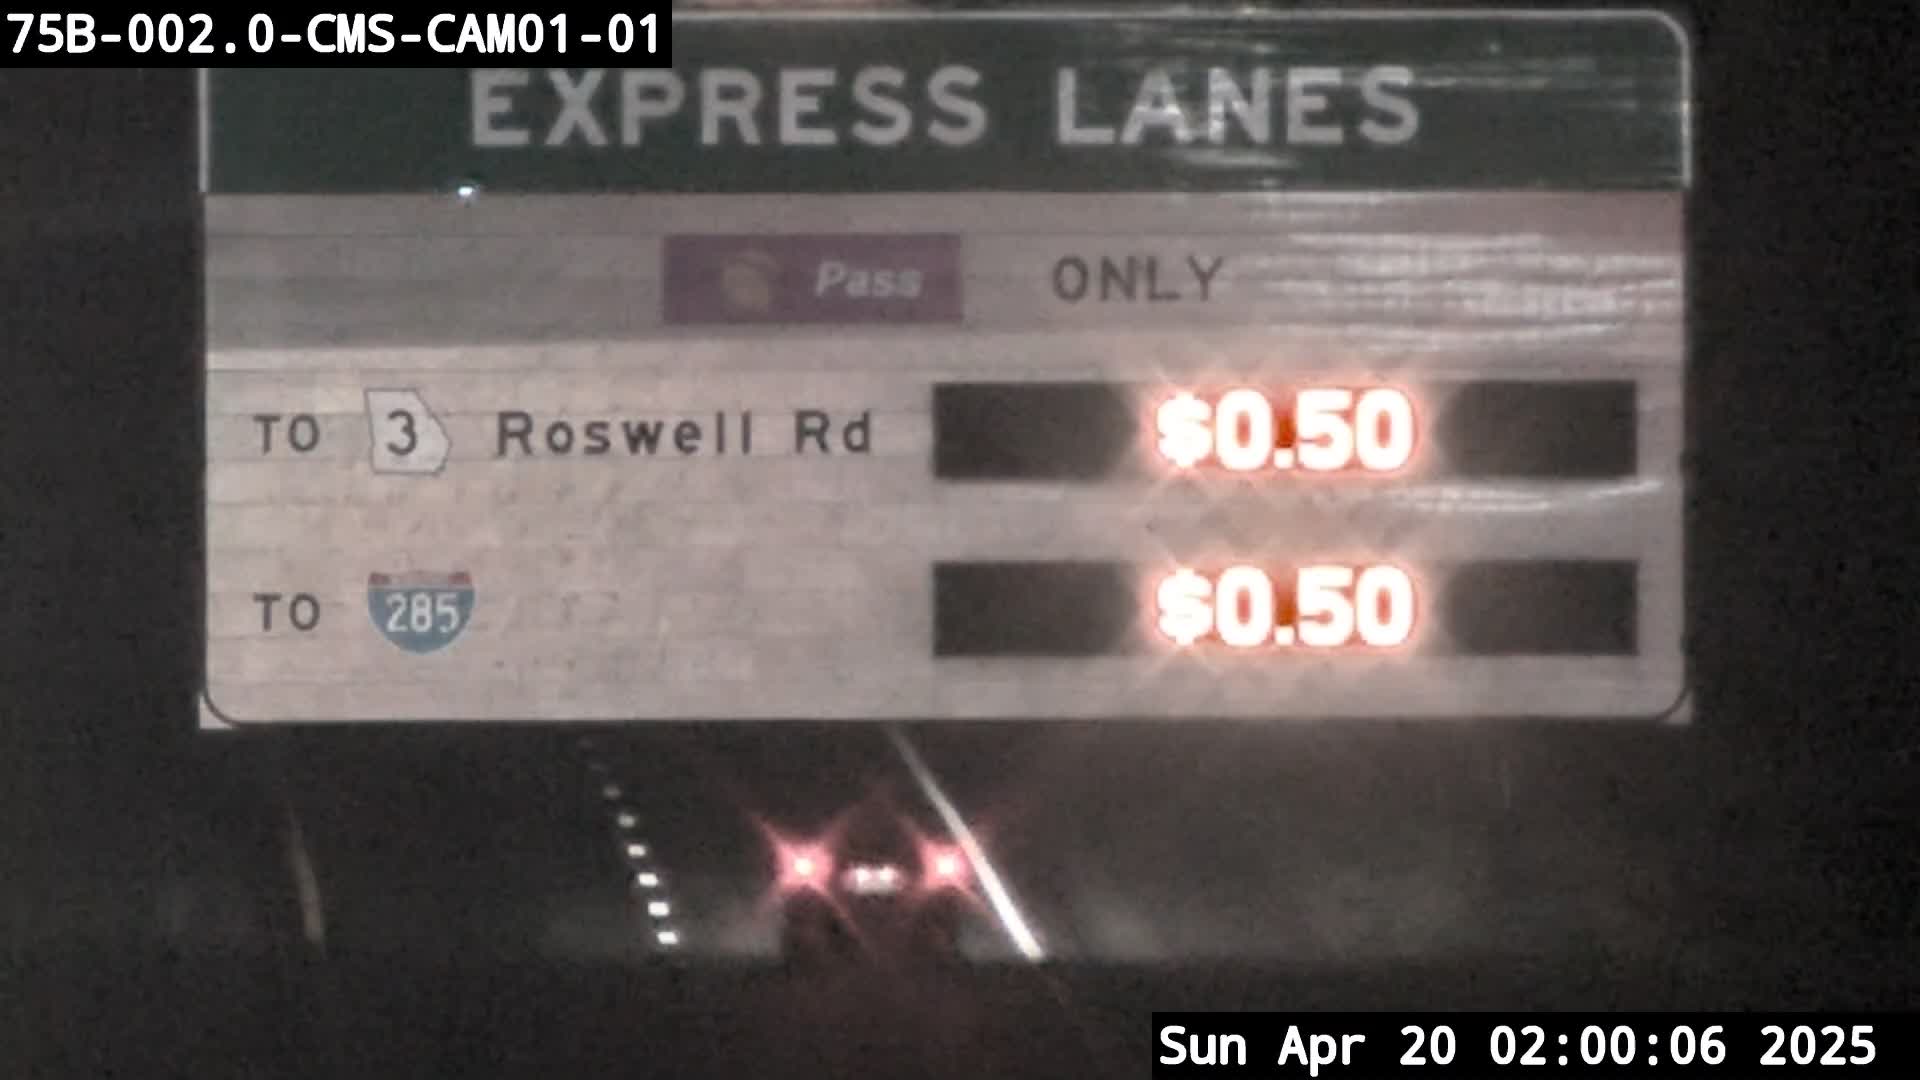 75B-002.0-CMS-CAM01-01
EXPRESS LANES
Pass ONLY
TO 3 Roswell Rd $0.50
TO 285 $0.50
Sun Apr 20 02:00:06 2025